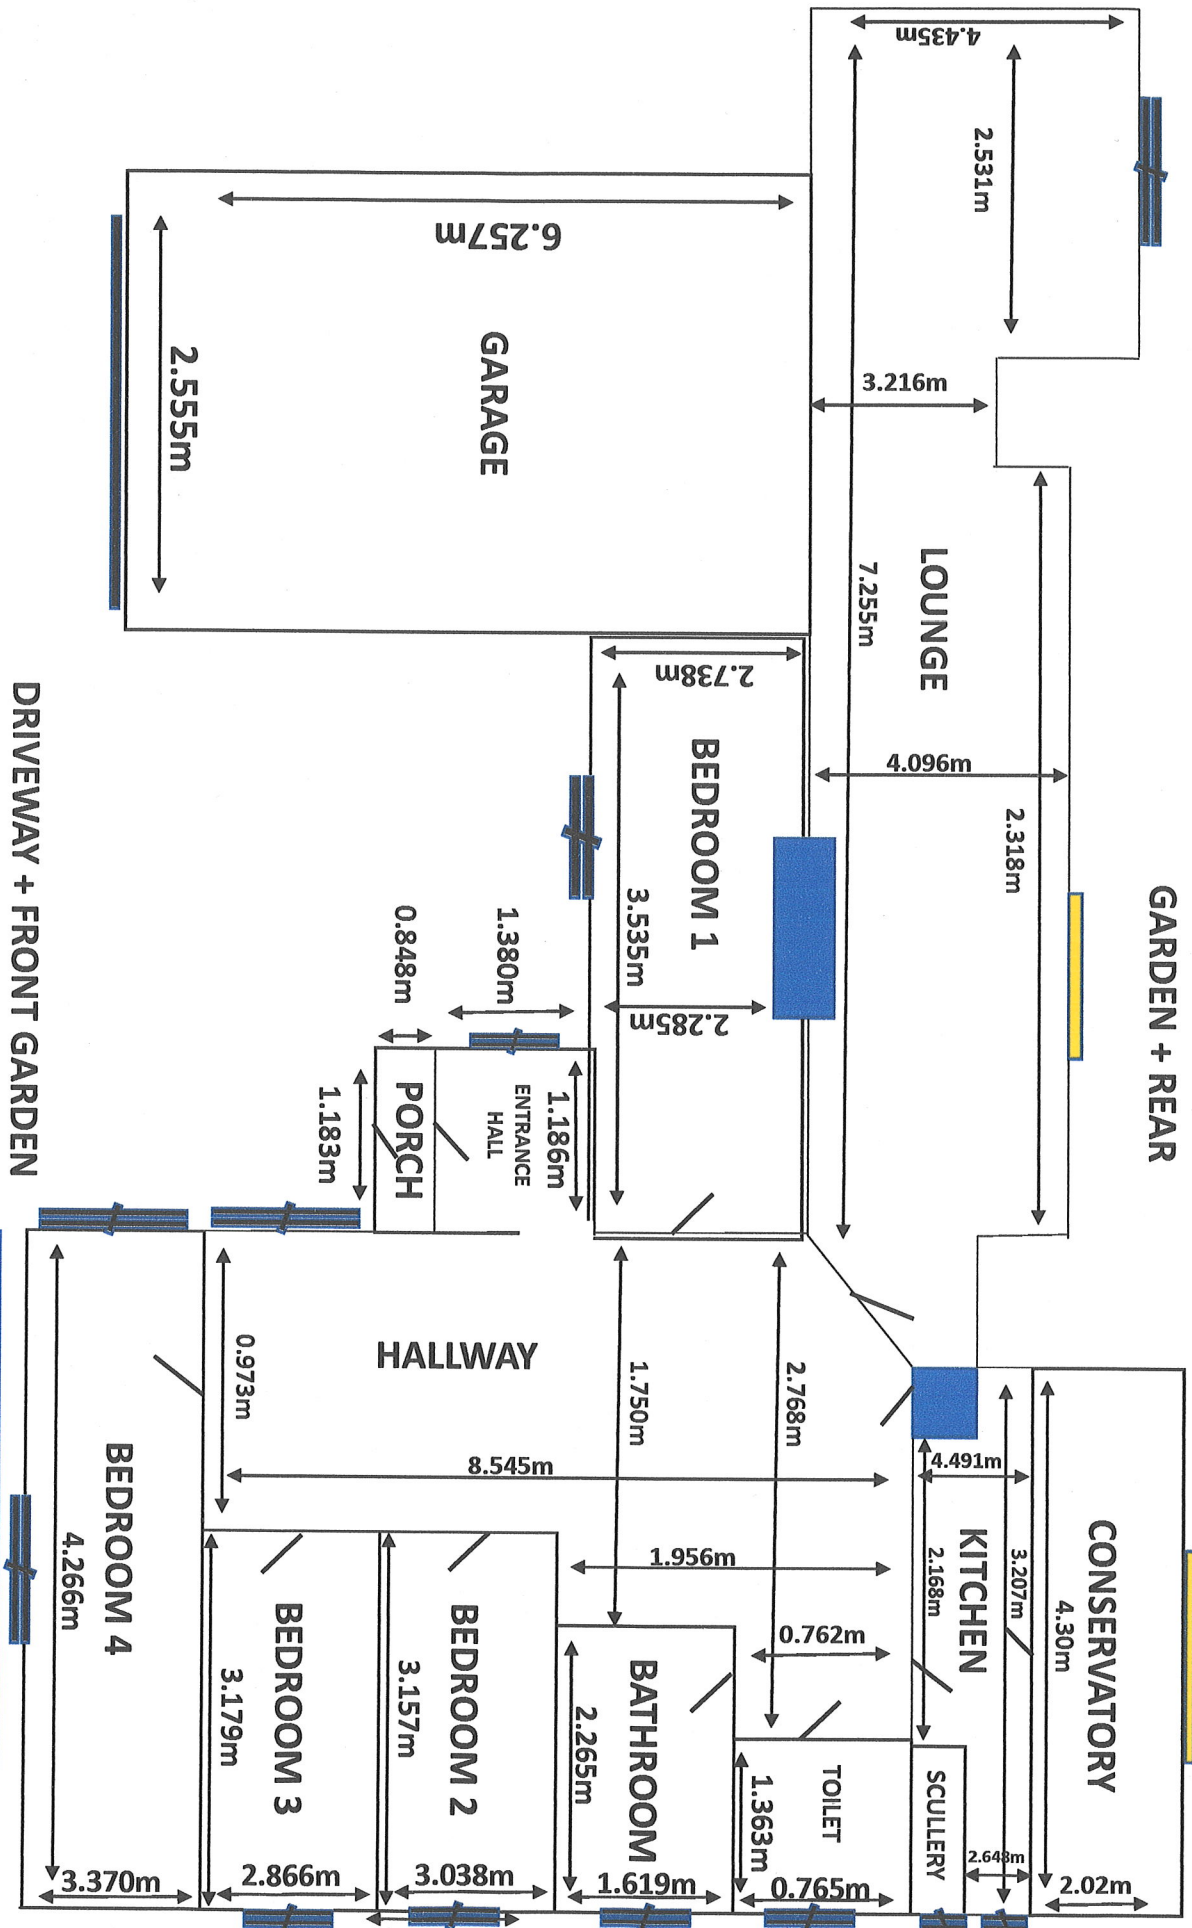 4.435m
2.531m
6.257m
GARAGE
2.555m
3.216m
LOUNGE
7.255m
4.096m
2.318m
GARDEN + REAR
2.738m
BEDROOM 1
3.535m
2.285m
1.380m
0.848m
ENTRANCE
HALL
1.186m
PORCH
1.183m
DRIVEWAY + FRONT GARDEN
HALLWAY
0.973m
1.750m
2.768m
8.545m
1.956m
0.762m
4.491m
KITCHEN
2.168m
3.207m
CONSERVATORY
4.30m
2.02m
SCULLERY
TOILET
1.363m
0.765m
BATHROOM
2.265m
1.619m
BEDROOM 2
3.157m
3.038m
BEDROOM 3
3.179m
2.866m
BEDROOM 4
4.266m
3.370m